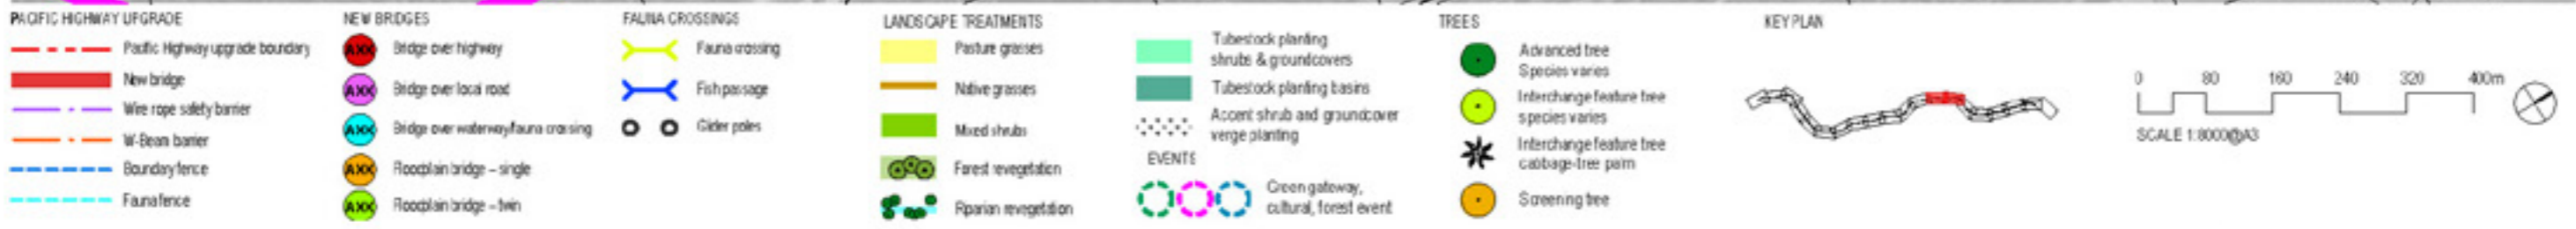 PACIFIC HIGHWAY UPGRADE
Pacific Highway upgrade boundary
New bridge
Wire rope safety barrier
W-Beam barrier
Boundary fence
Fauna fence
NEW BRIDGES
AXX Bridge over highway
AXX Bridge over local road
AXX Bridge over waterway/fauna crossing
AXX Floodplain bridge – single
AXX Floodplain bridge – twin
FAUNA CROSSINGS
Fauna crossing
Fish passage
Glider poles
LANDSCAPE TREATMENTS
Pasture grasses
Native grasses
Mixed shrubs
Forest revegetation
Riparian revegetation
Tubestock planting
shrubs & groundcovers
Tubestock planting basins
Accent shrub and groundcover
verge planting
EVENTS
Green gateway,
cultural, forest event
TREES
Advanced tree
Species varies
Interchange feature tree
species varies
Interchange feature tree
cabbage-tree palm
Screening tree
KEY PLAN
0 80 160 240 320 400m
SCALE 1:8000@A3